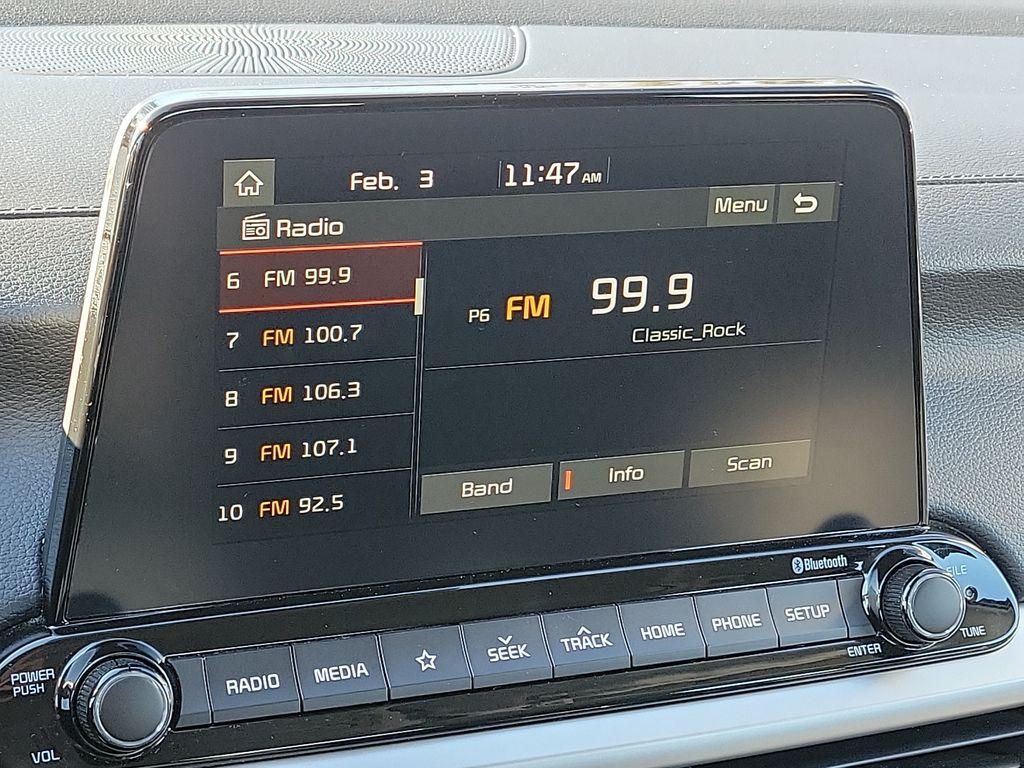 Feb. 3 11:47 AM
Radio Menu
6 FM 99.9
7 FM 100.7
8 FM 106.3
9 FM 107.1
10 FM 92.5
P6 FM 99.9
Classic_Rock
Band Info Scan
Bluetooth
POWER
PUSH
VOL
RADIO MEDIA SEEK TRACK HOME PHONE SETUP
FILE
TUNE
ENTER